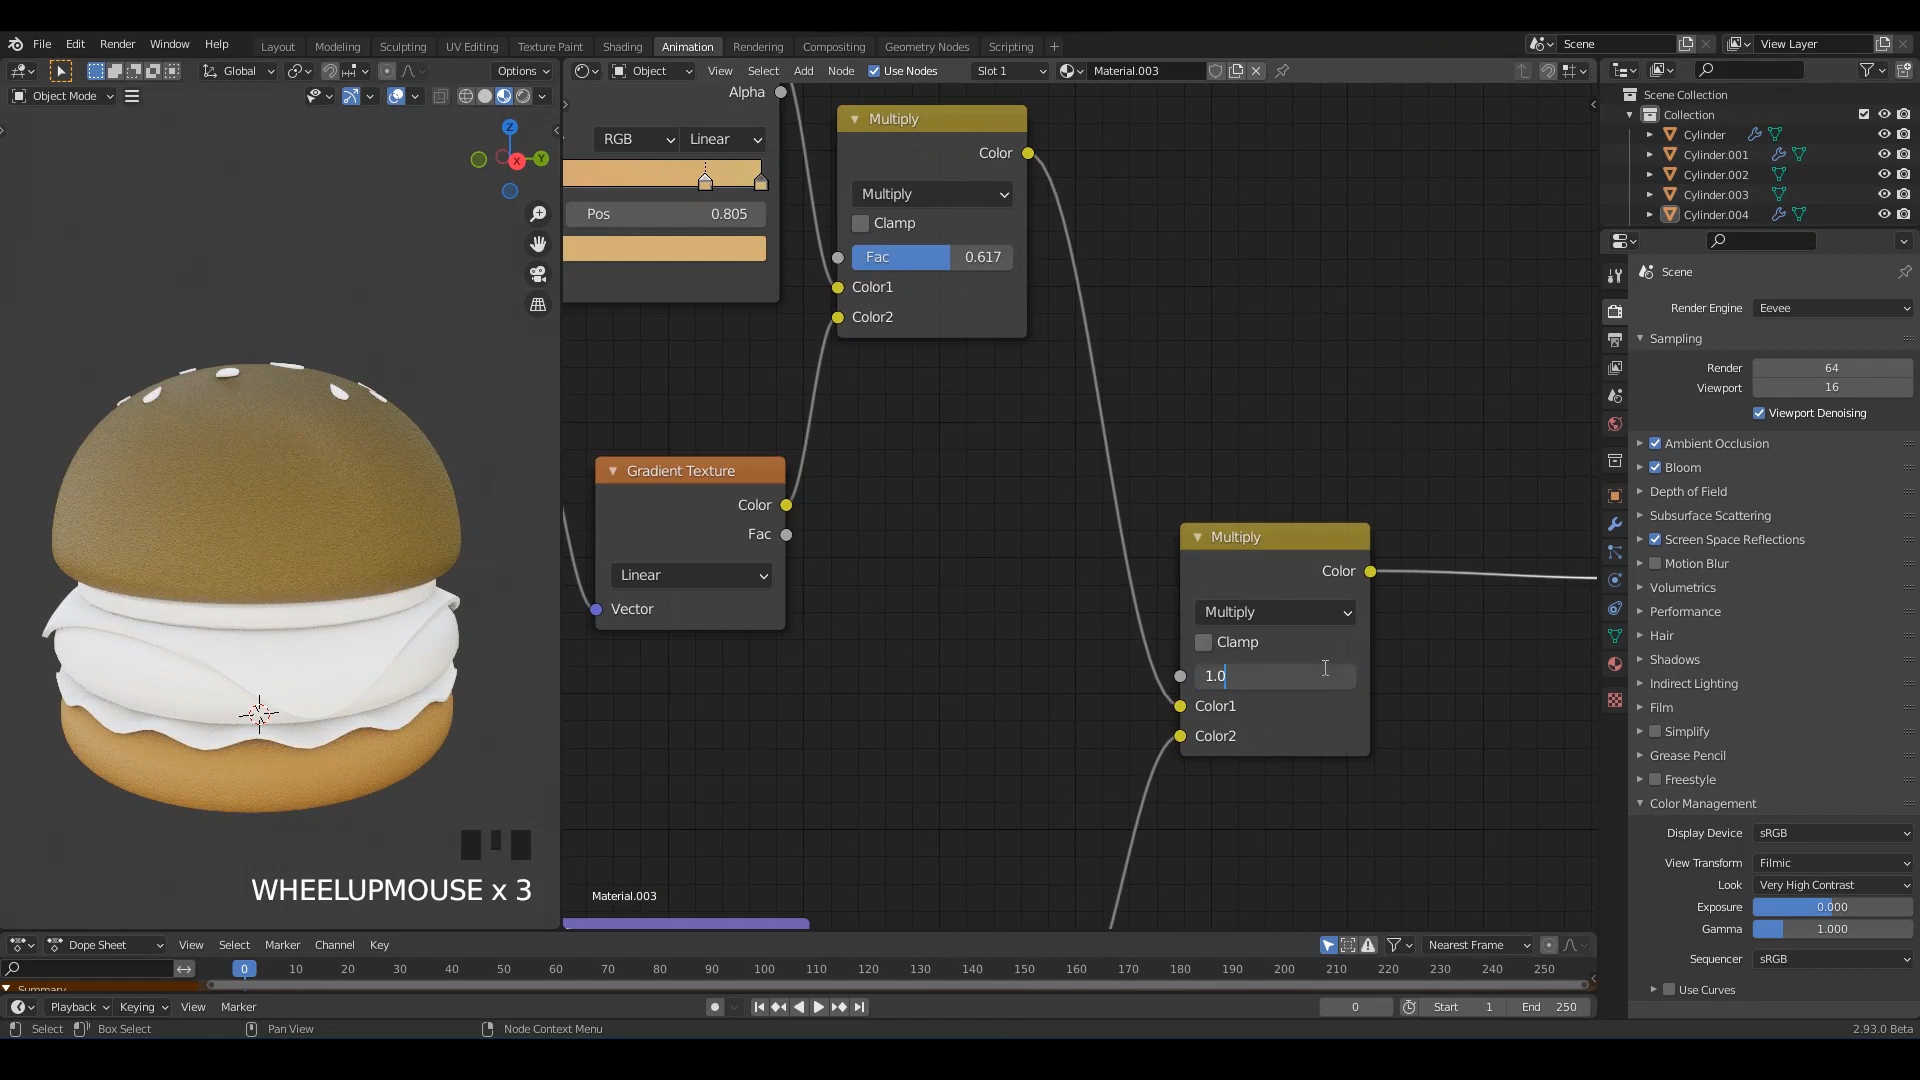 File Edit Render Window Help Layout Modeling Sculpting UV Editing Texture Paint Shading Animation Rendering Compositing Geometry Nodes Scripting + Scene View Layer
Global Options Object View Select Add Node Use Nodes Slot 1 Material.003
Object Mode
Z
Y
X
Alpha
RGB Linear
Pos 0.805
Multiply
Color
Multiply
Clamp
Fac 0.617
Color1
Color2
Gradient Texture
Color
Fac
Linear
Vector
Multiply
Color
Multiply
Clamp
1.0
Color1
Color2
Material.003
WHEELUPMOUSE x 3
Scene Collection
Collection
Cylinder
Cylinder.001
Cylinder.002
Cylinder.003
Cylinder.004
Scene
Render Engine Eevee
Sampling
Render 64
Viewport 16
Viewport Denoising
Ambient Occlusion
Bloom
Depth of Field
Subsurface Scattering
Screen Space Reflections
Motion Blur
Volumetrics
Performance
Hair
Shadows
Indirect Lighting
Film
Simplify
Grease Pencil
Freestyle
Color Management
Display Device sRGB
View Transform Filmic
Look Very High Contrast
Exposure 0.000
Gamma 1.000
Sequencer sRGB
Use Curves
Dope Sheet View Select Marker Channel Key Nearest Frame
0 10 20 30 40 50 60 70 80 90 100 110 120 130 140 150 160 170 180 190 200 210 220 230 240 250
Summary
Playback Keying View Marker 0 Start 1 End 250
Select Box Select Pan View Node Context Menu 2.93.0 Beta